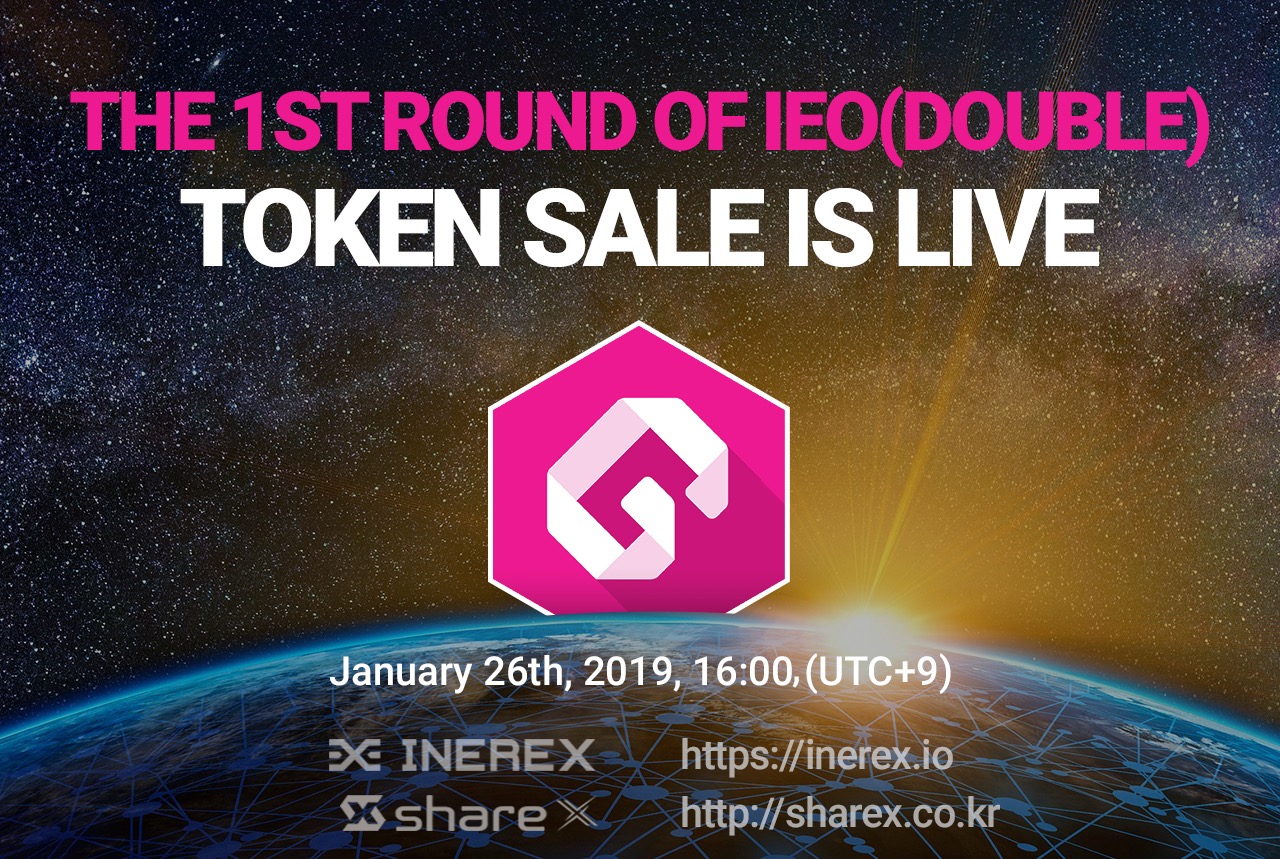 THE 1ST ROUND OF IEO(DOUBLE)
TOKEN SALE IS LIVE
January 26th, 2019, 16:00,(UTC+9)
INEREX https://inerex.io
share X http://sharex.co.kr